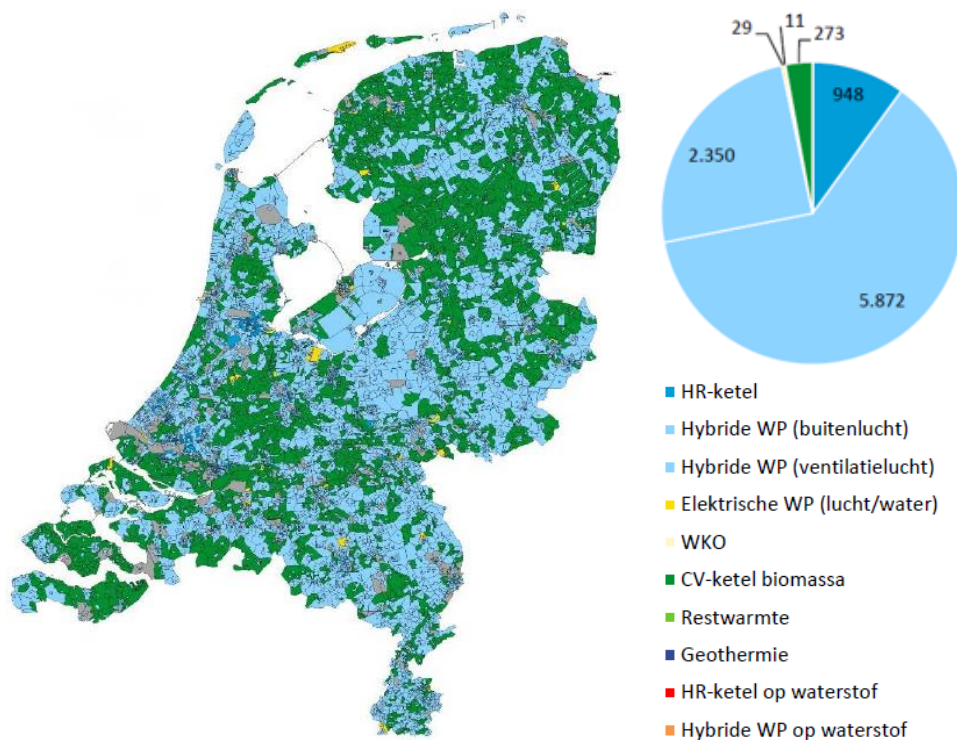 29
11
273
948
2.350
5.872
HR-ketel
Hybride WP (buitenlucht)
Hybride WP (ventilatielucht)
Elektrische WP (lucht/water)
WKO
CV-ketel biomassa
Restwarmte
Geothermie
HR-ketel op waterstof
Hybride WP op waterstof